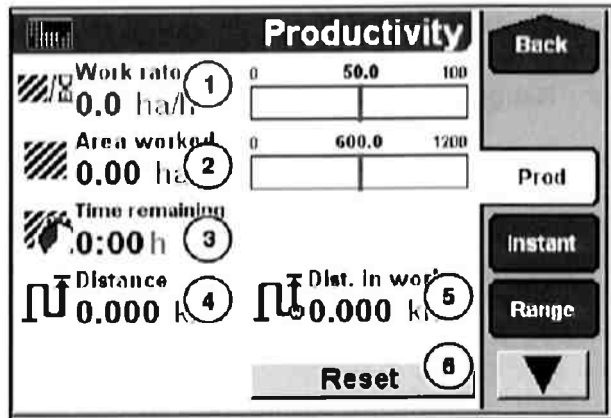 Productivity
Back
Work rate
1
0 50.0 100
0.0 ha/h
Area worked
2
0 600.0 1200
0.00
Prod
Time remaining
3
0:00 h
Instant
Distance
4
0.000
Dist. in work
5
0.000
Range
Reset
6